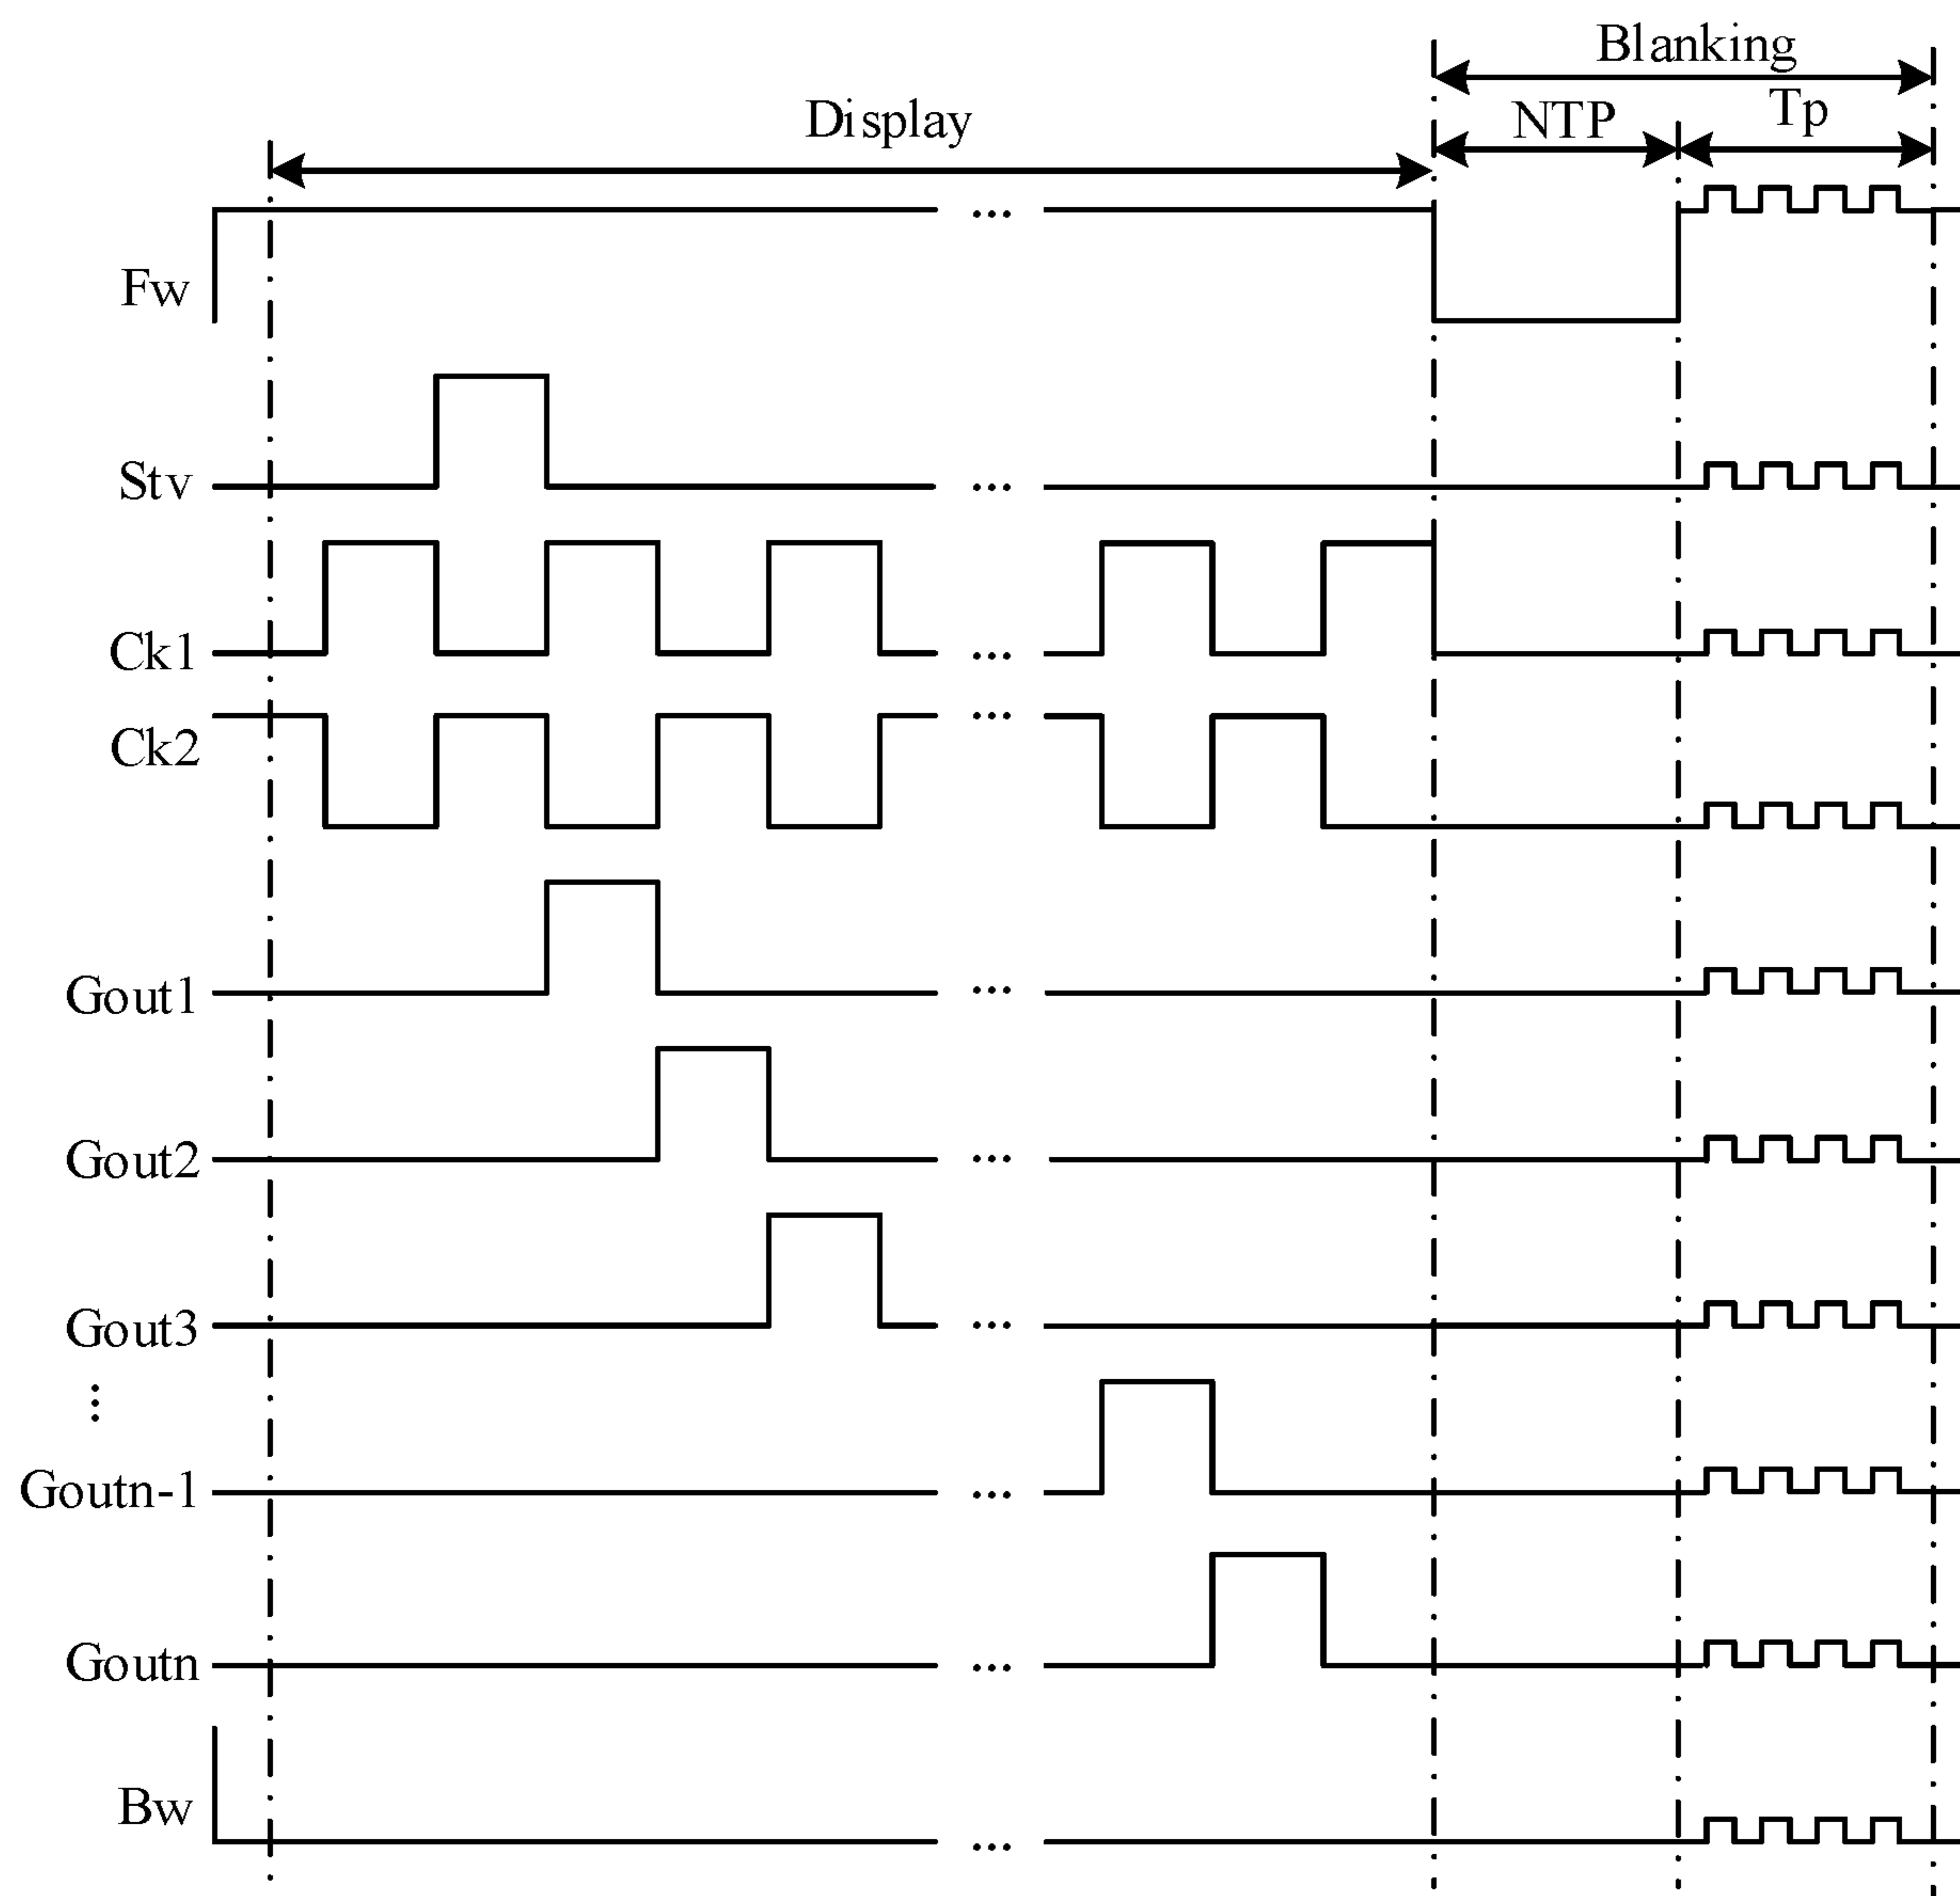 Blanking
Display
NTP
Tp
...
Fw
Stv
...
Ck1
...
Ck2
...
Gout1
...
Gout2
...
Gout3
...
⋮
Goutn-1
...
Goutn
...
Bw
...